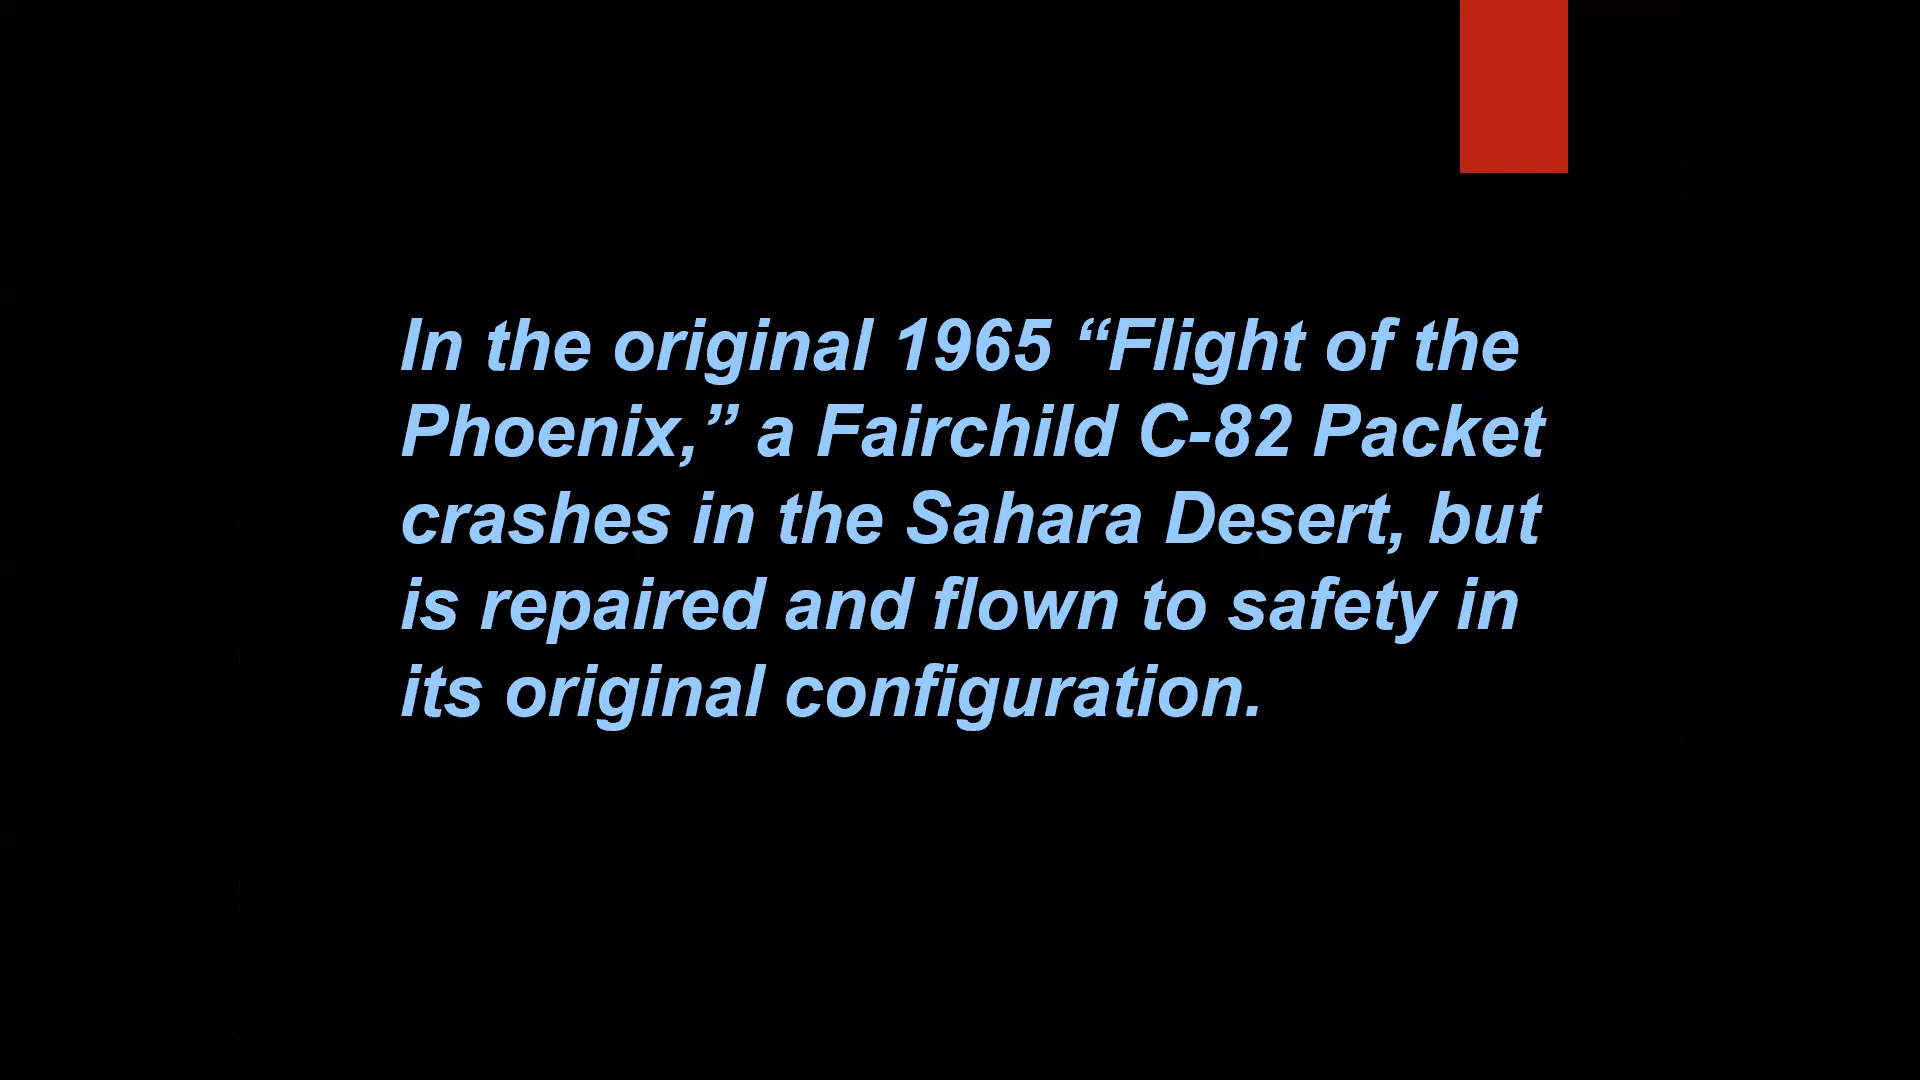 In the original 1965 “Flight of the
Phoenix,” a Fairchild C-82 Packet
crashes in the Sahara Desert, but
is repaired and flown to safety in
its original configuration.